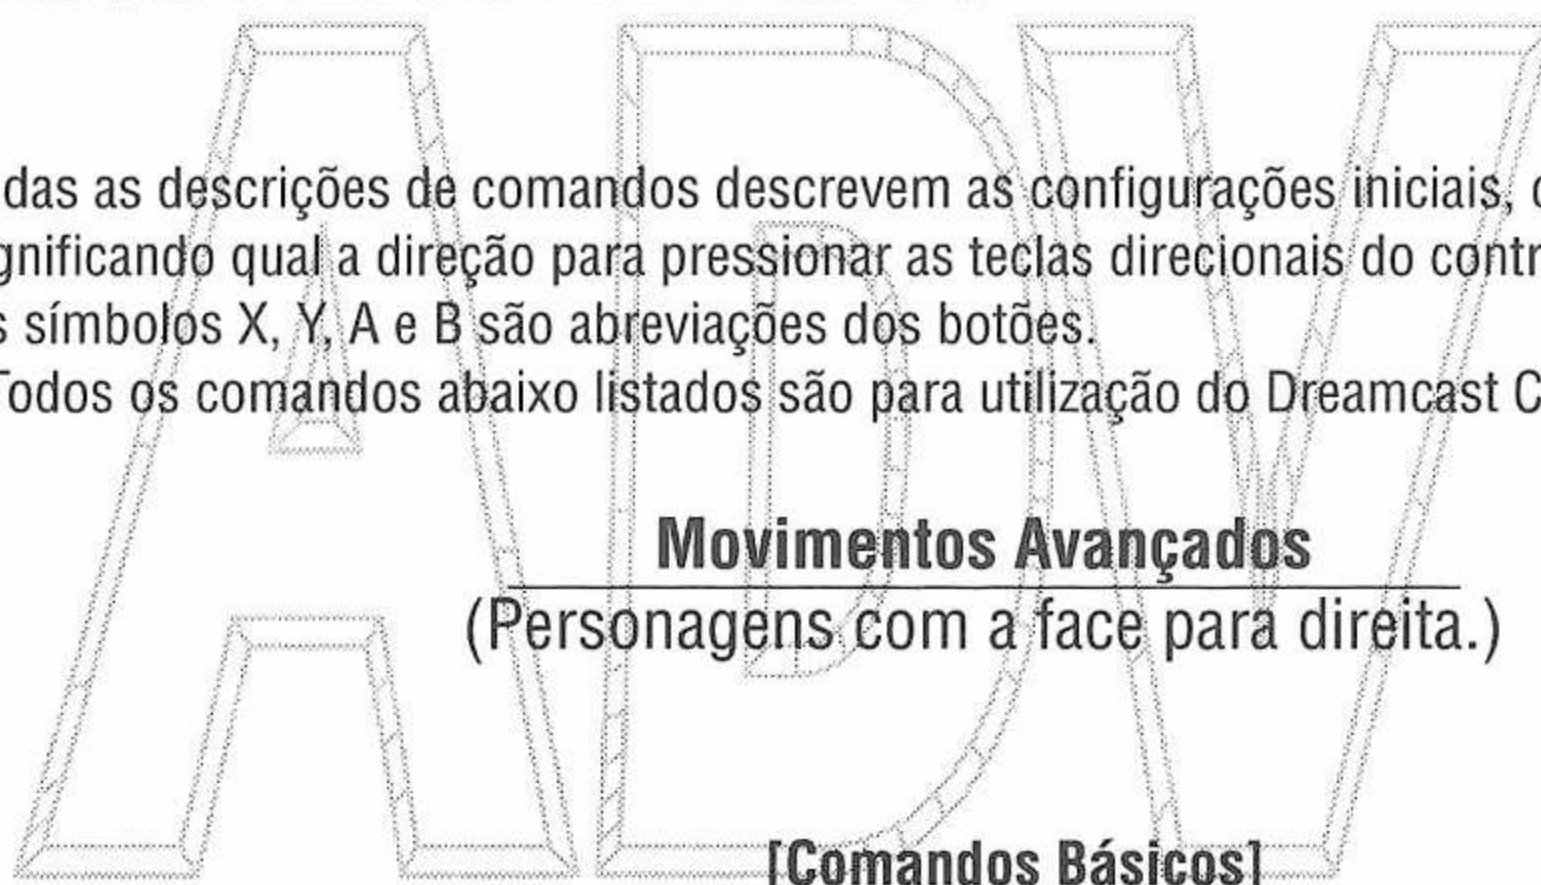 das as descrições de comandos descrevem as configurações iniciais,
gnificando qual a direção para pressionar as teclas direcionais do contr
s símbolos X, Y, A e B são abreviações dos botões.
Todos os comandos abaixo listados são para utilização do Dreamcast C
Movimentos Avançados
(Personagens com a face para direita.)
[Comandos Básicos]
ADV